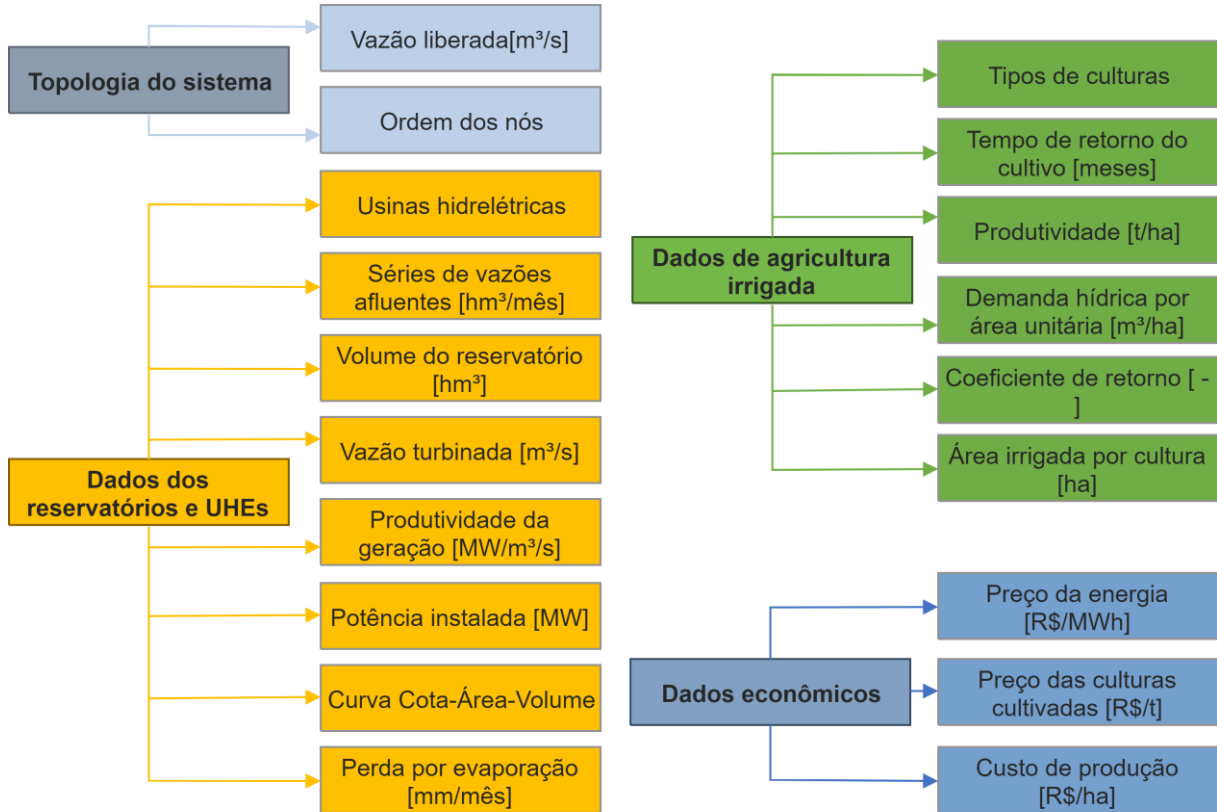 Topologia do sistema
Vazão liberada[m³/s]
Ordem dos nós
Dados dos
reservatórios e UHEs
Usinas hidrelétricas
Séries de vazões
afluentes [hm³/mês]
Volume do reservatório
[hm³]
Vazão turbinada [m³/s]
Produtividade da
geração [MW/m³/s]
Potência instalada [MW]
Curva Cota-Área-Volume
Perda por evaporação
[mm/mês]
Dados de agricultura
irrigada
Tipos de culturas
Tempo de retorno do
cultivo [meses]
Produtividade [t/ha]
Demanda hídrica por
área unitária [m³/ha]
Coeficiente de retorno [ -
]
Área irrigada por cultura
[ha]
Dados econômicos
Preço da energia
[R$/MWh]
Preço das culturas
cultivadas [R$/t]
Custo de produção
[R$/ha]